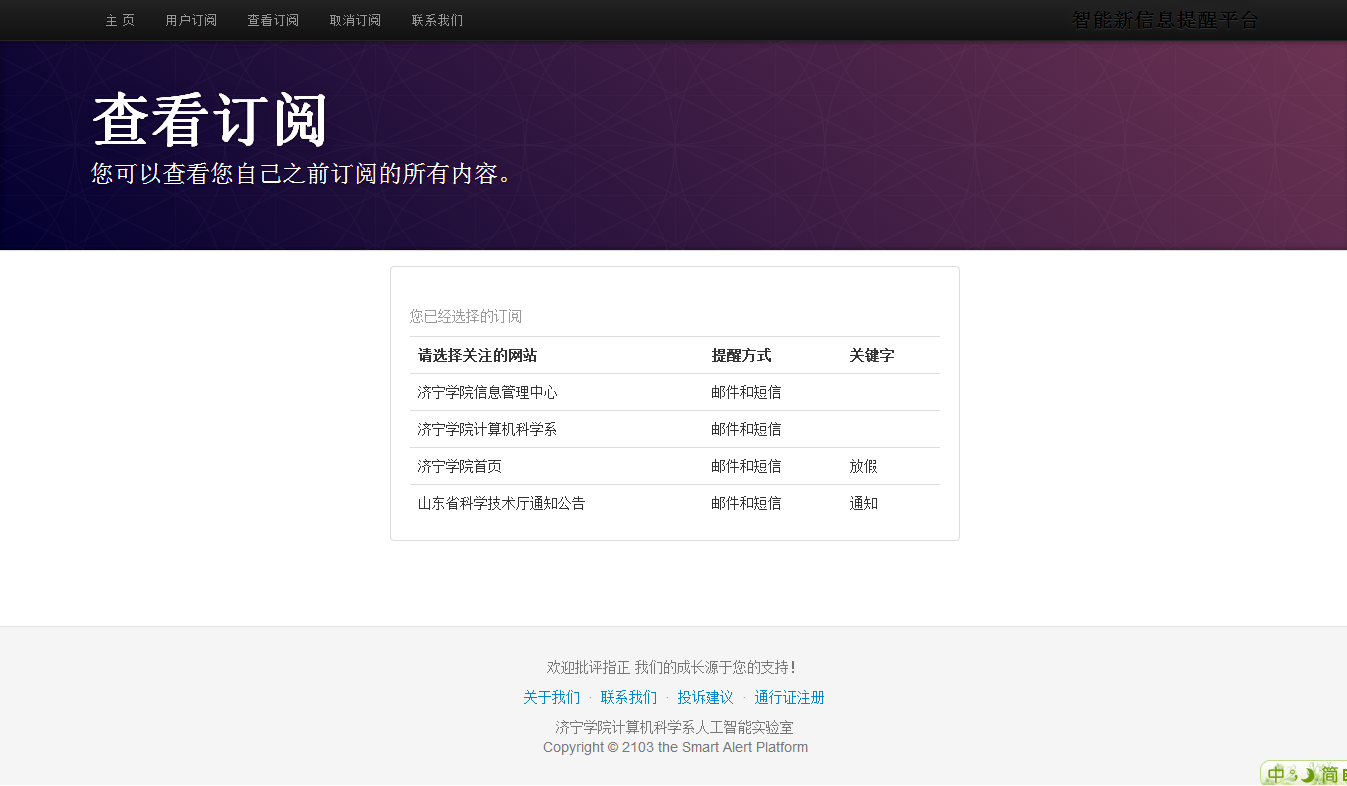 主 页 用户订阅 查看订阅 取消订阅 联系我们 智能新信息提醒平台
查看订阅
您可以查看您自己之前订阅的所有内容。
您已经选择的订阅
请选择关注的网站 提醒方式 关键字
济宁学院信息管理中心 邮件和短信
济宁学院计算机科学系 邮件和短信
济宁学院首页 邮件和短信 放假
山东省科学技术厅通知公告 邮件和短信 通知
欢迎批评指正 我们的成长源于您的支持！
关于我们 · 联系我们 · 投诉建议 · 通行证注册
济宁学院计算机科学系人工智能实验室
Copyright © 2103 the Smart Alert Platform
中 简